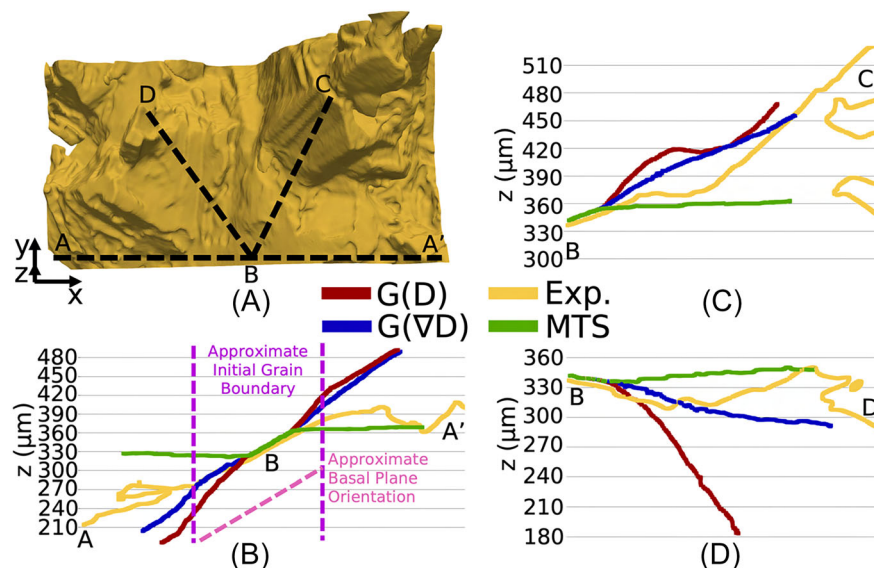 D
C
A
A'
B
y
z
x
(A)
z (μm)
510
480
450
420
390
360
330
300
C
B
(C)
G(D)
Exp.
G(∇D)
MTS
z (μm)
480
450
420
390
360
330
300
270
240
210
Approximate
Initial Grain
Boundary
B
A'
Approximate
Basal Plane
Orientation
A
(B)
z (μm)
360
330
300
270
240
210
180
B
D
(D)